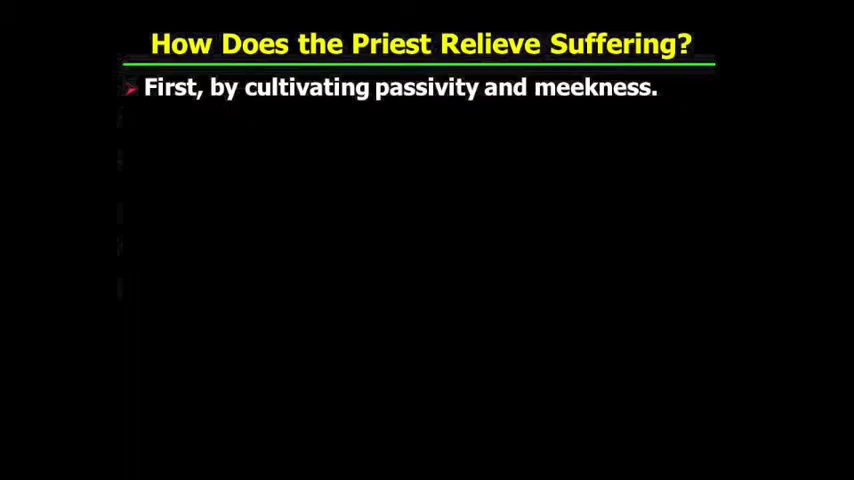 How Does the Priest Relieve Suffering?
First, by cultivating passivity and meekness.